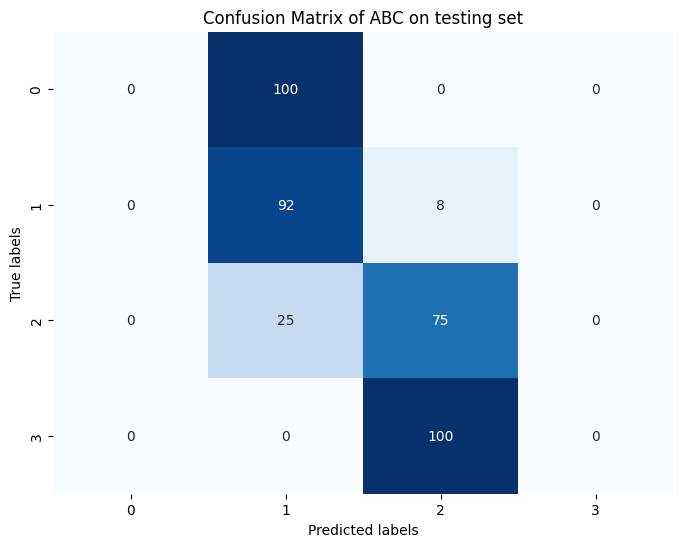 Confusion Matrix of ABC on testing set
True labels
0 0 100 0 0
1 0 92 8 0
2 0 25 75 0
3 0 0 100 0
0 1 2 3
Predicted labels